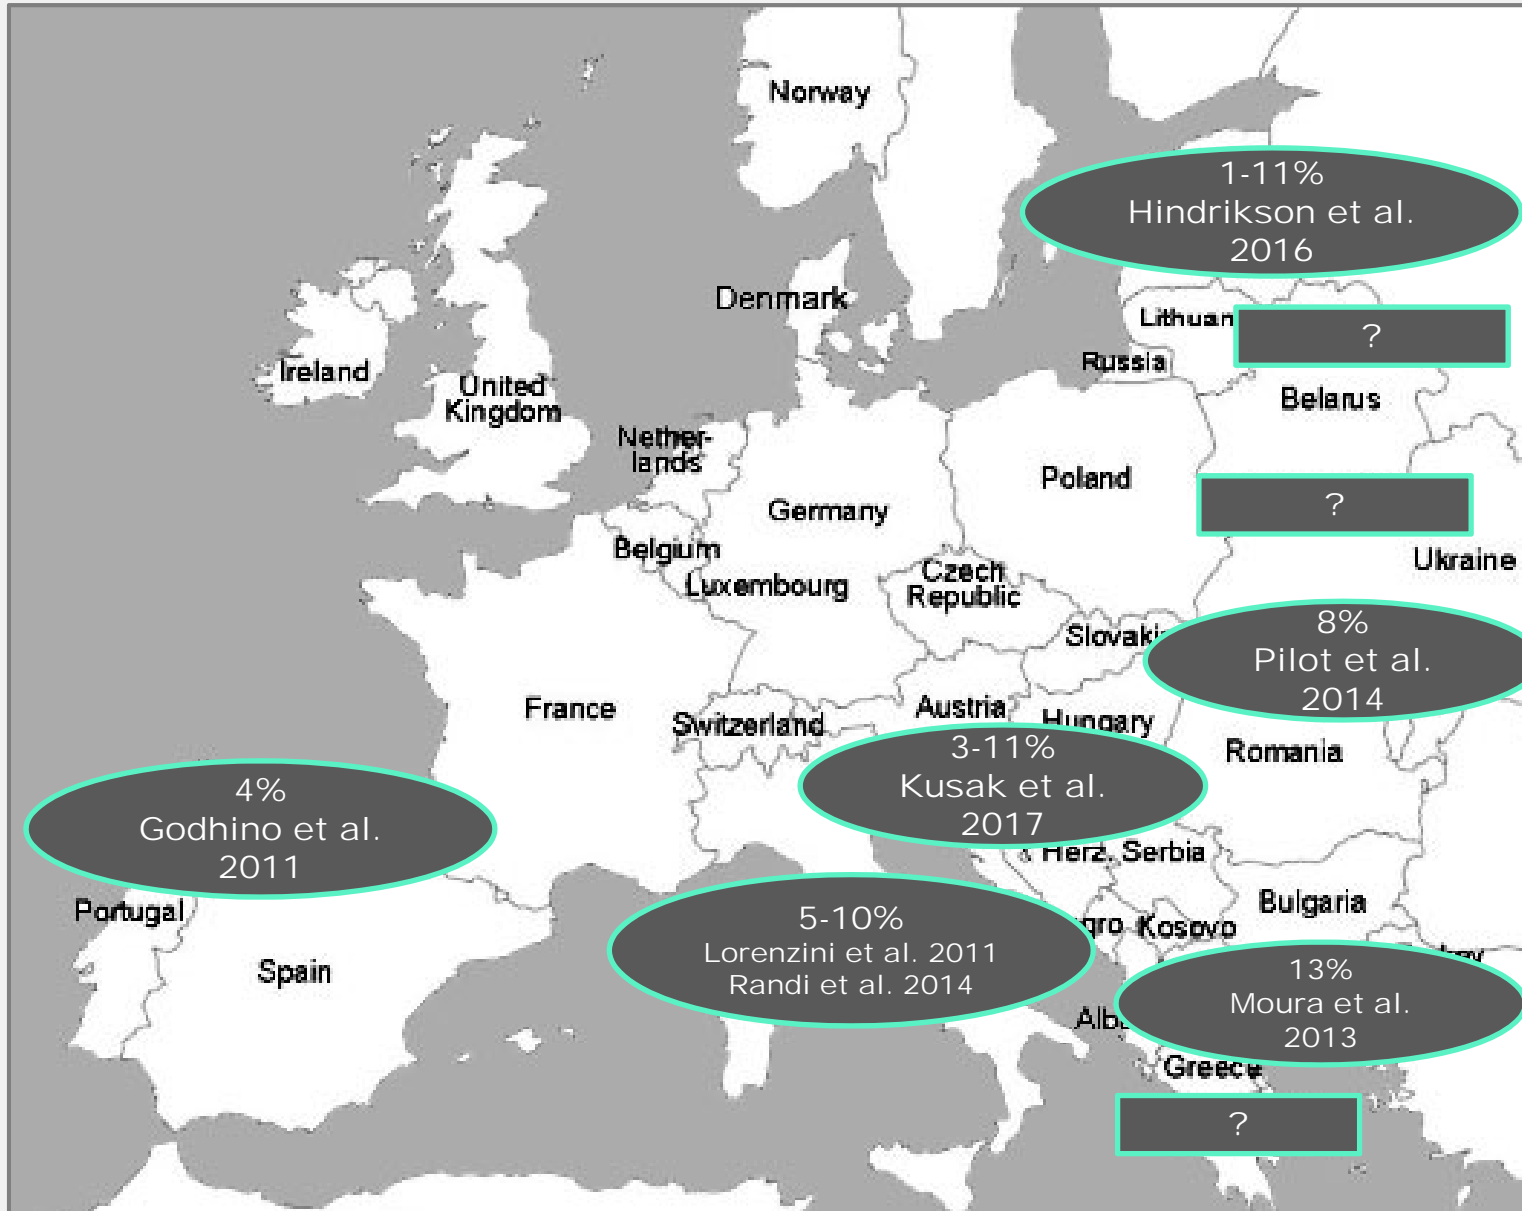 Norway
1-11%
Hindrikson et al.
2016
Denmark
Lithuan
?
Ireland
Russia
United
Kingdom
Belarus
Nether-
lands
Poland
Germany
?
Belgium
Ukraine
Czech
Republic
Luxembourg
Slovakia
8%
Pilot et al.
2014
France
Switzerland
Austria
Hungary
Romania
3-11%
Kusak et al.
2017
4%
Godhino et al.
2011
Herz.
Serbia
Portugal
Bulgaria
5-10%
Lorenzini et al. 2011
Randi et al. 2014
gro
Kosovo
Spain
13%
Moura et al.
2013
Alb
Greece
?